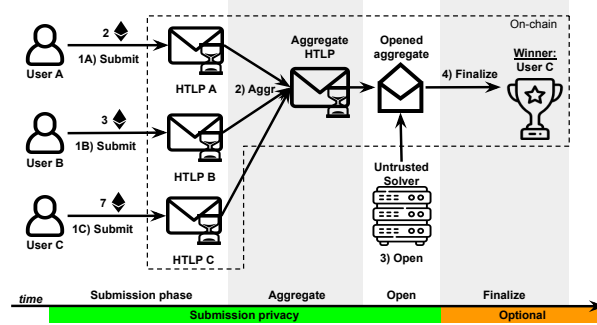 On-chain
2
1A) Submit
User A
HTLP A
2) Aggr
Aggregate
HTLP
Opened
aggregate
4) Finalize
Winner:
User C
3
1B) Submit
User B
HTLP B
7
1C) Submit
User C
HTLP C
Untrusted
Solver
3) Open
time
Submission phase
Aggregate
Open
Finalize
Submission privacy
Optional